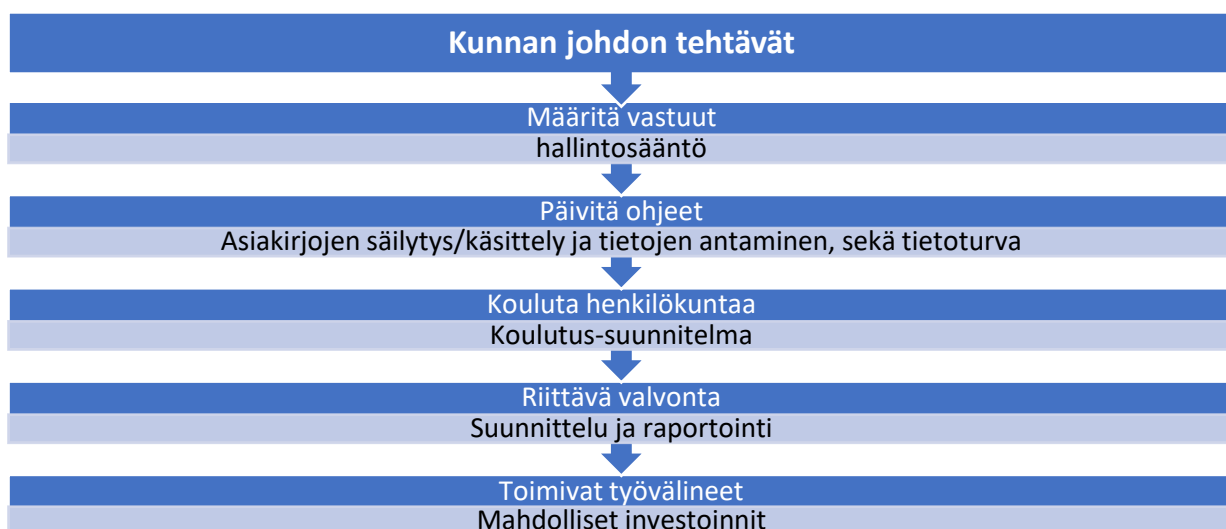 Kunnan johdon tehtävät
Määritä vastuut
hallintosääntö
Päivitä ohjeet
Asiakirjojen säilytys/käsittely ja tietojen antaminen, sekä tietoturva
Kouluta henkilökuntaa
Koulutus-suunnitelma
Riittävä valvonta
Suunnittelu ja raportointi
Toimivat työvälineet
Mahdolliset investoinnit